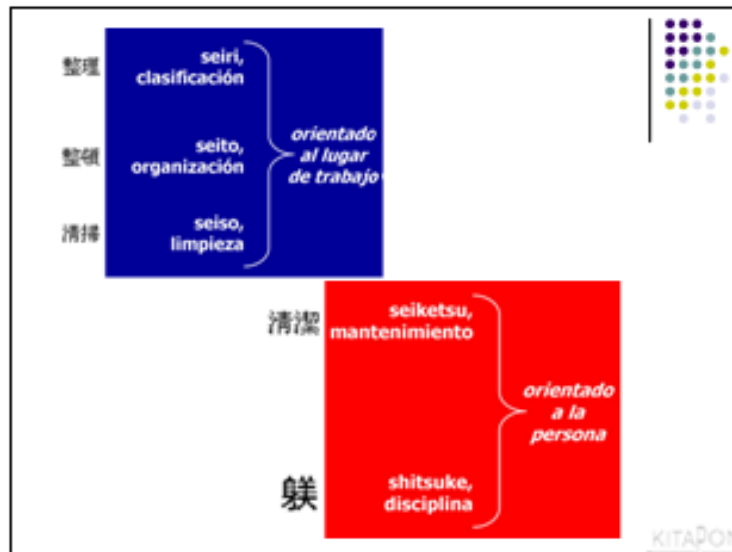 整理
seiri,
clasificación
整頓
seito,
organización
orientado
al lugar
de trabajo
清掃
seiso,
limpieza
清潔
seiketsu,
mantenimiento
orientado
a la
persona
躾
shitsuke,
disciplina